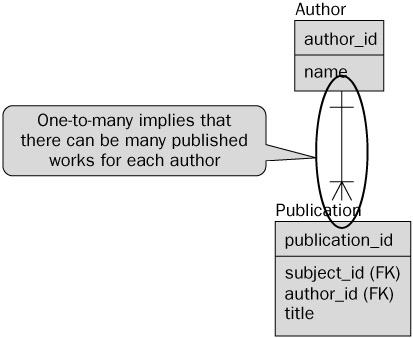 Author
author_id
name
One-to-many implies that
there can be many published
works for each author
Publication
publication_id
subject_id (FK)
author_id (FK)
title